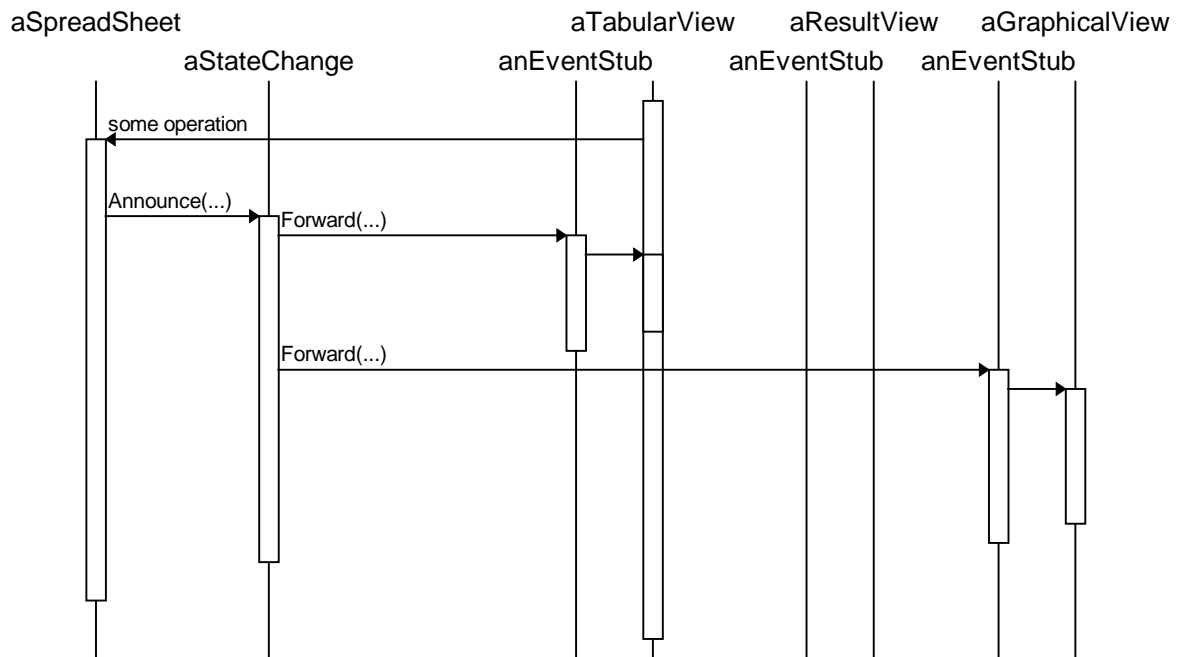 aSpreadSheet aTabularView aResultView aGraphicalView
aStateChange anEventStub anEventStub anEventStub
some operation
Announce(...)
Forward(...)
Forward(...)